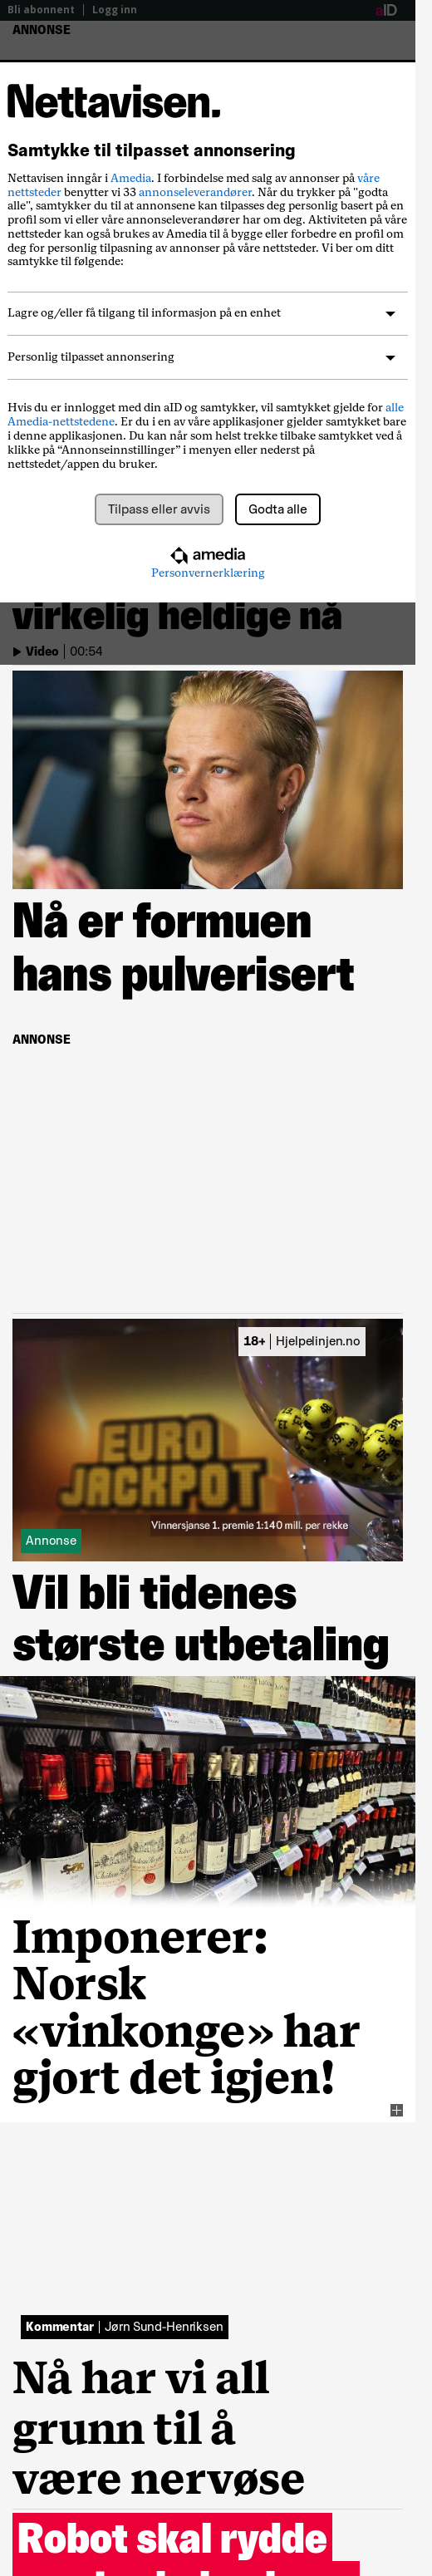 Bli abonnent | Logg inn
aID
ANNONSE
Nettavisen.
Samtykke til tilpasset annonsering
Nettavisen inngår i Amedia. I forbindelse med salg av annonser på våre
nettsteder benytter vi 33 annonseleverandører. Når du trykker på "godta
alle", samtykker du til at annonsene kan tilpasses deg personlig basert på en
profil som vi eller våre annonseleverandører har om deg. Aktiviteten på våre
nettsteder kan også brukes av Amedia til å bygge eller forbedre en profil om
deg for personlig tilpasning av annonser på våre nettsteder. Vi ber om ditt
samtykke til følgende:
Lagre og/eller få tilgang til informasjon på en enhet
Personlig tilpasset annonsering
Hvis du er innlogget med din aID og samtykker, vil samtykket gjelde for alle
Amedia-nettstedene. Er du i en av våre applikasjoner gjelder samtykket bare
i denne applikasjonen. Du kan når som helst trekke tilbake samtykket ved å
klikke på “Annonseinnstillinger” i menyen eller nederst på
nettstedet/appen du bruker.
Tilpass eller avvis
Godta alle
amedia
Personvernerklæring
virkelig heldige nå
Video | 00:54
Nå er formuen
hans pulverisert
ANNONSE
18+ | Hjelpelinjen.no
EURO
JACKPOT
Vinnersjanse 1. premie 1:140 mill. per rekke
Annonse
Vil bli tidenes
største utbetaling
Imponerer:
Norsk
«vinkonge» har
gjort det igjen!
Kommentar | Jørn Sund-Henriksen
Nå har vi all
grunn til å
være nervøse
Robot skal rydde